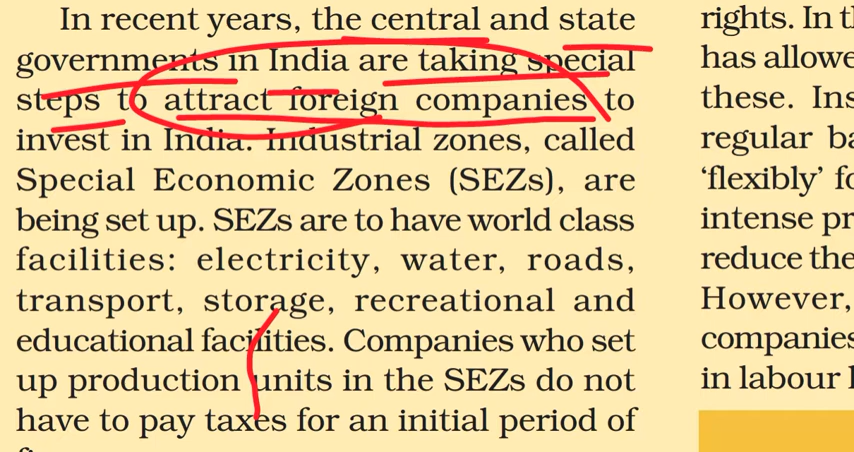 In recent years, the central and state
governments in India are taking special
steps to attract foreign companies to
invest in India. Industrial zones, called
Special Economic Zones (SEZs), are
being set up. SEZs are to have world class
facilities: electricity, water, roads,
transport, storage, recreational and
educational facilities. Companies who set
up production units in the SEZs do not
have to pay taxes for an initial period of
rights. In
has allowe
these. Ins
regular ba
‘flexibly’ fo
intense pr
reduce the
However,
companies
in labour